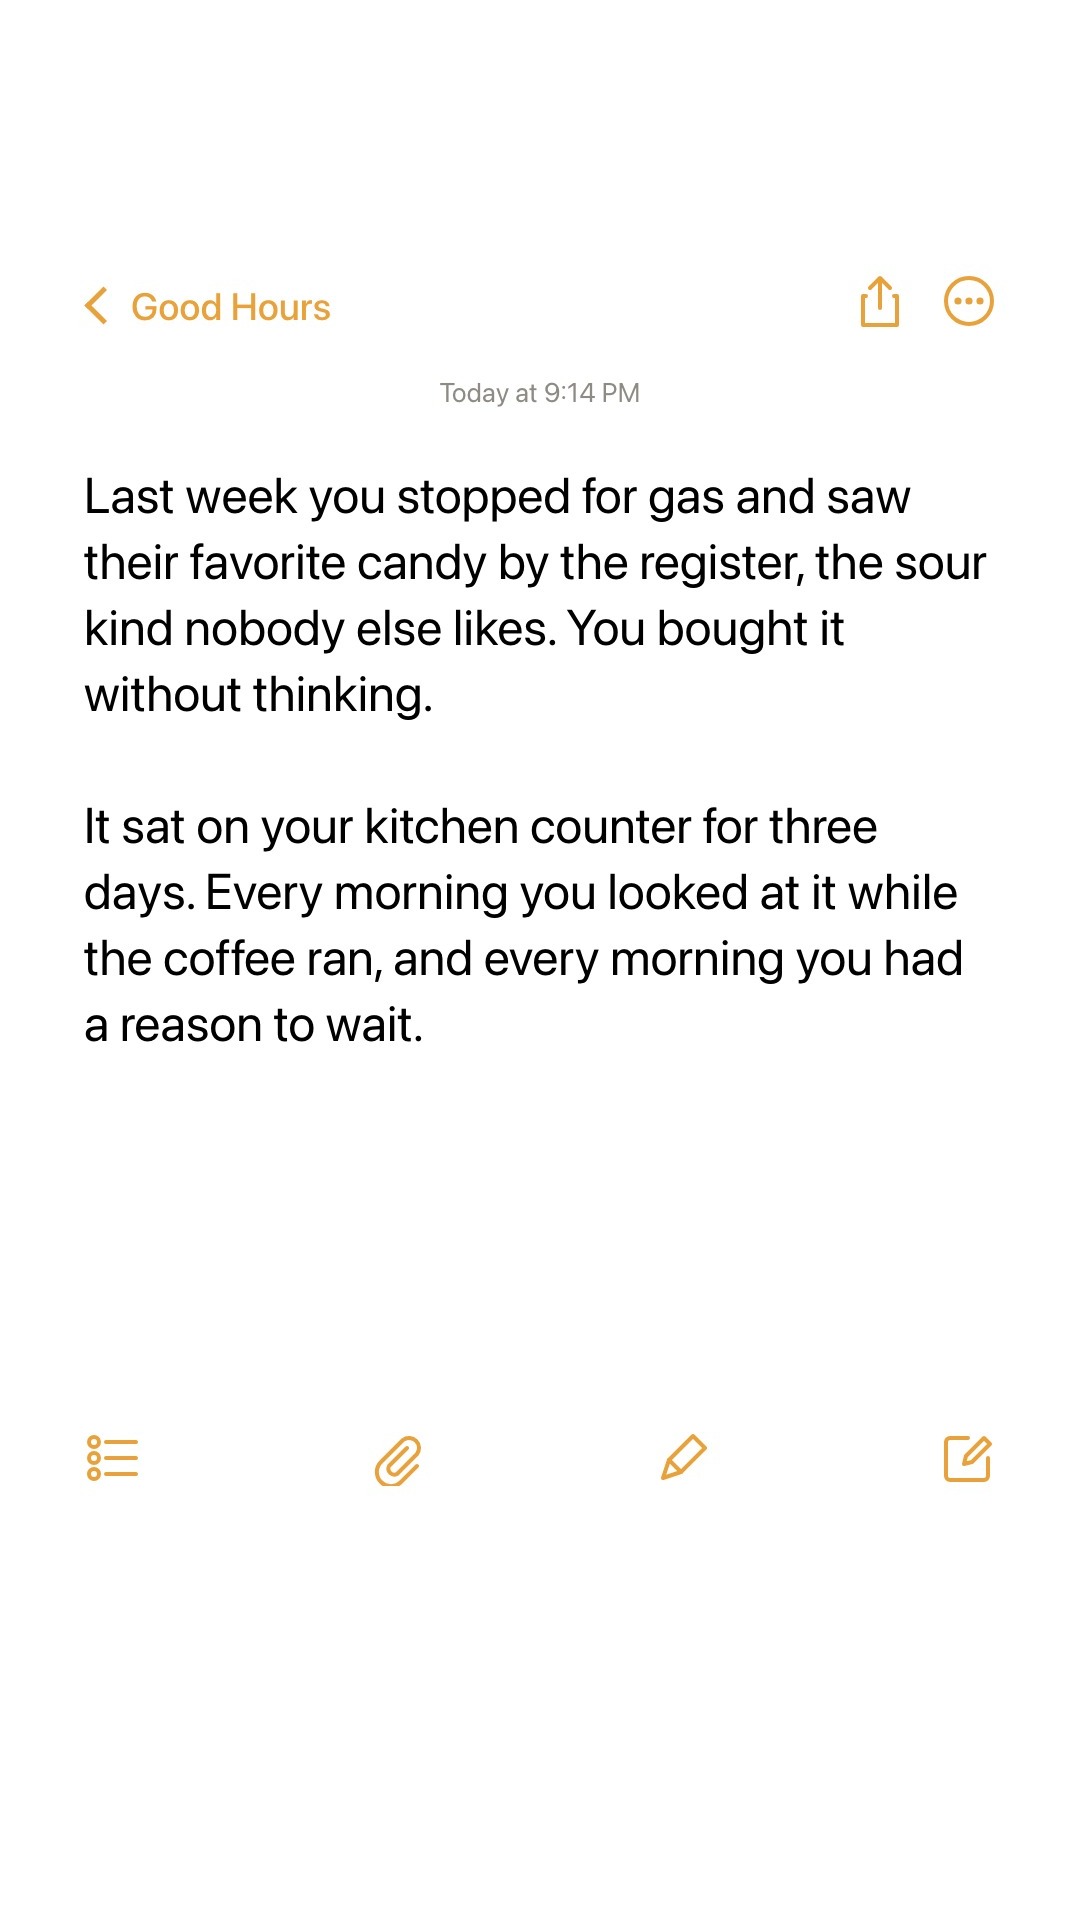 Good Hours
Today at 9:14 PM
Last week you stopped for gas and saw
their favorite candy by the register, the sour
kind nobody else likes. You bought it
without thinking.
It sat on your kitchen counter for three
days. Every morning you looked at it while
the coffee ran, and every morning you had
a reason to wait.